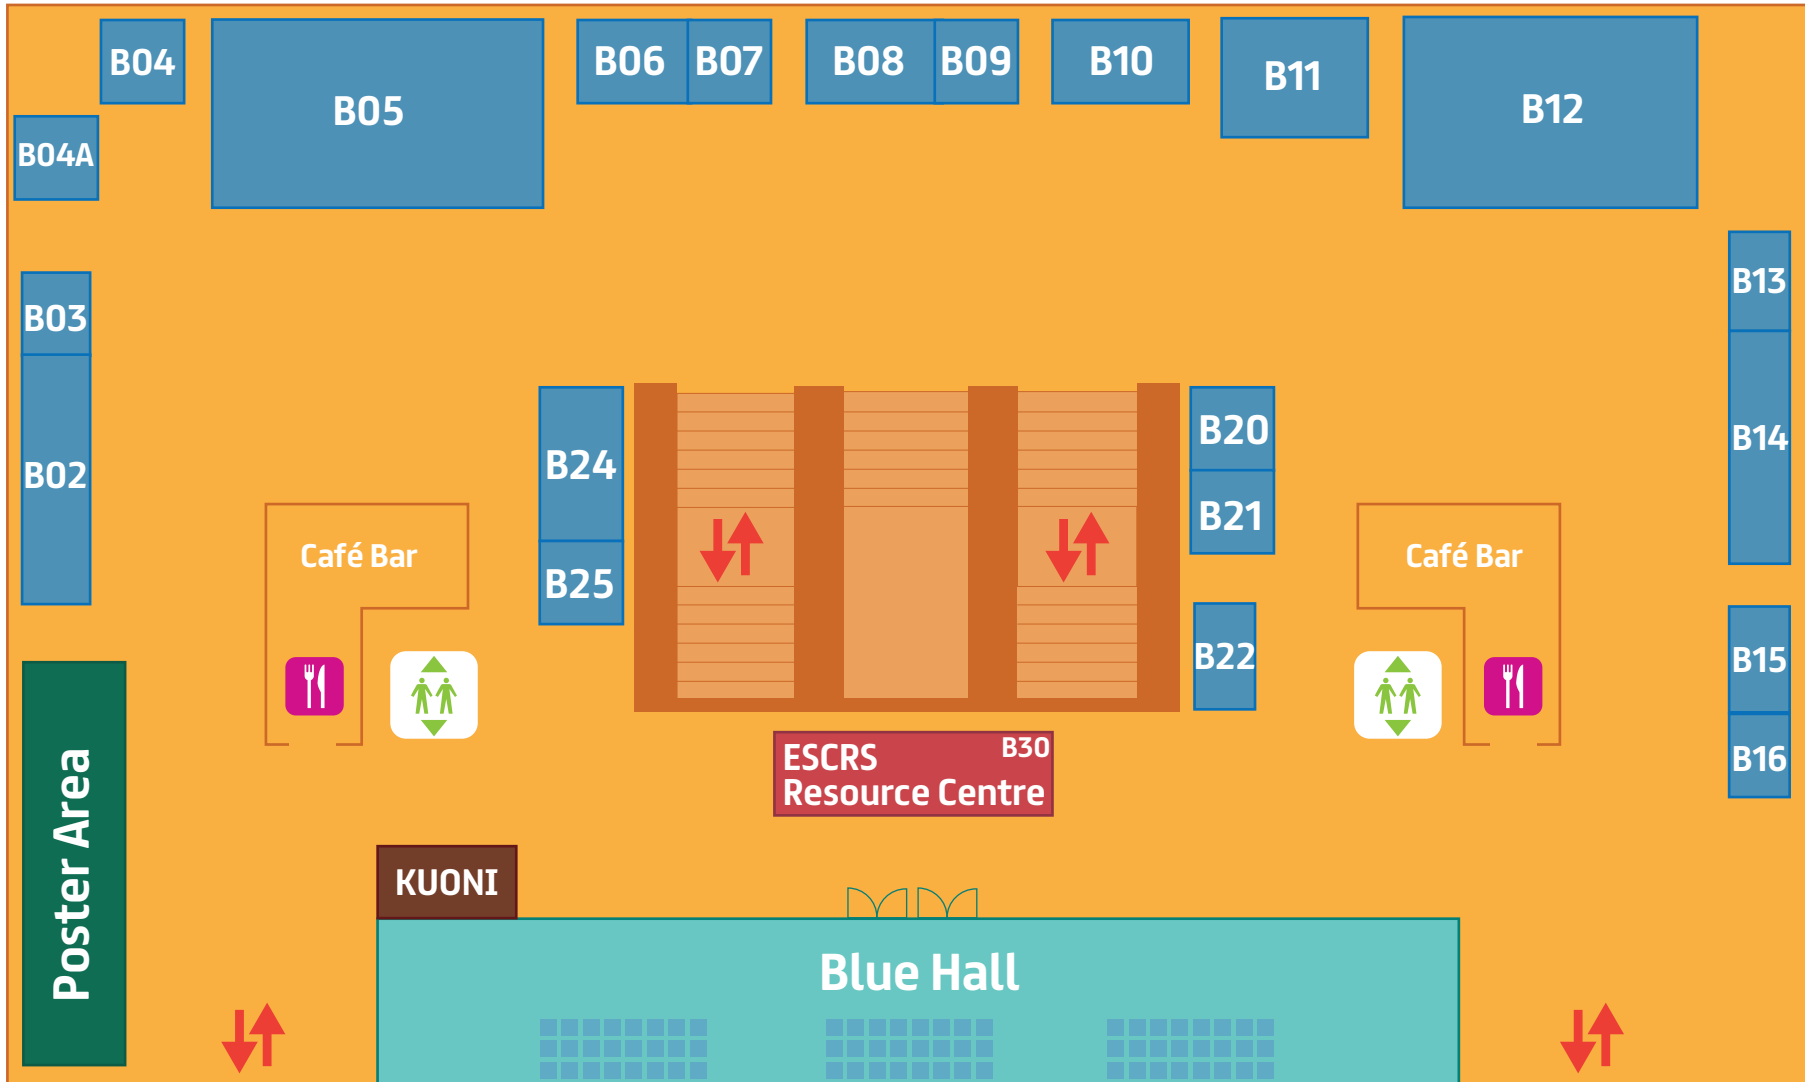 B04
B05
B06
B07
B08
B09
B10
B11
B12
B04A
B03
B02
B13
B14
B24
B25
B20
B21
B22
Café Bar
Café Bar
B15
B16
ESCRS
B30
Resource Centre
Poster Area
KUONI
Blue Hall